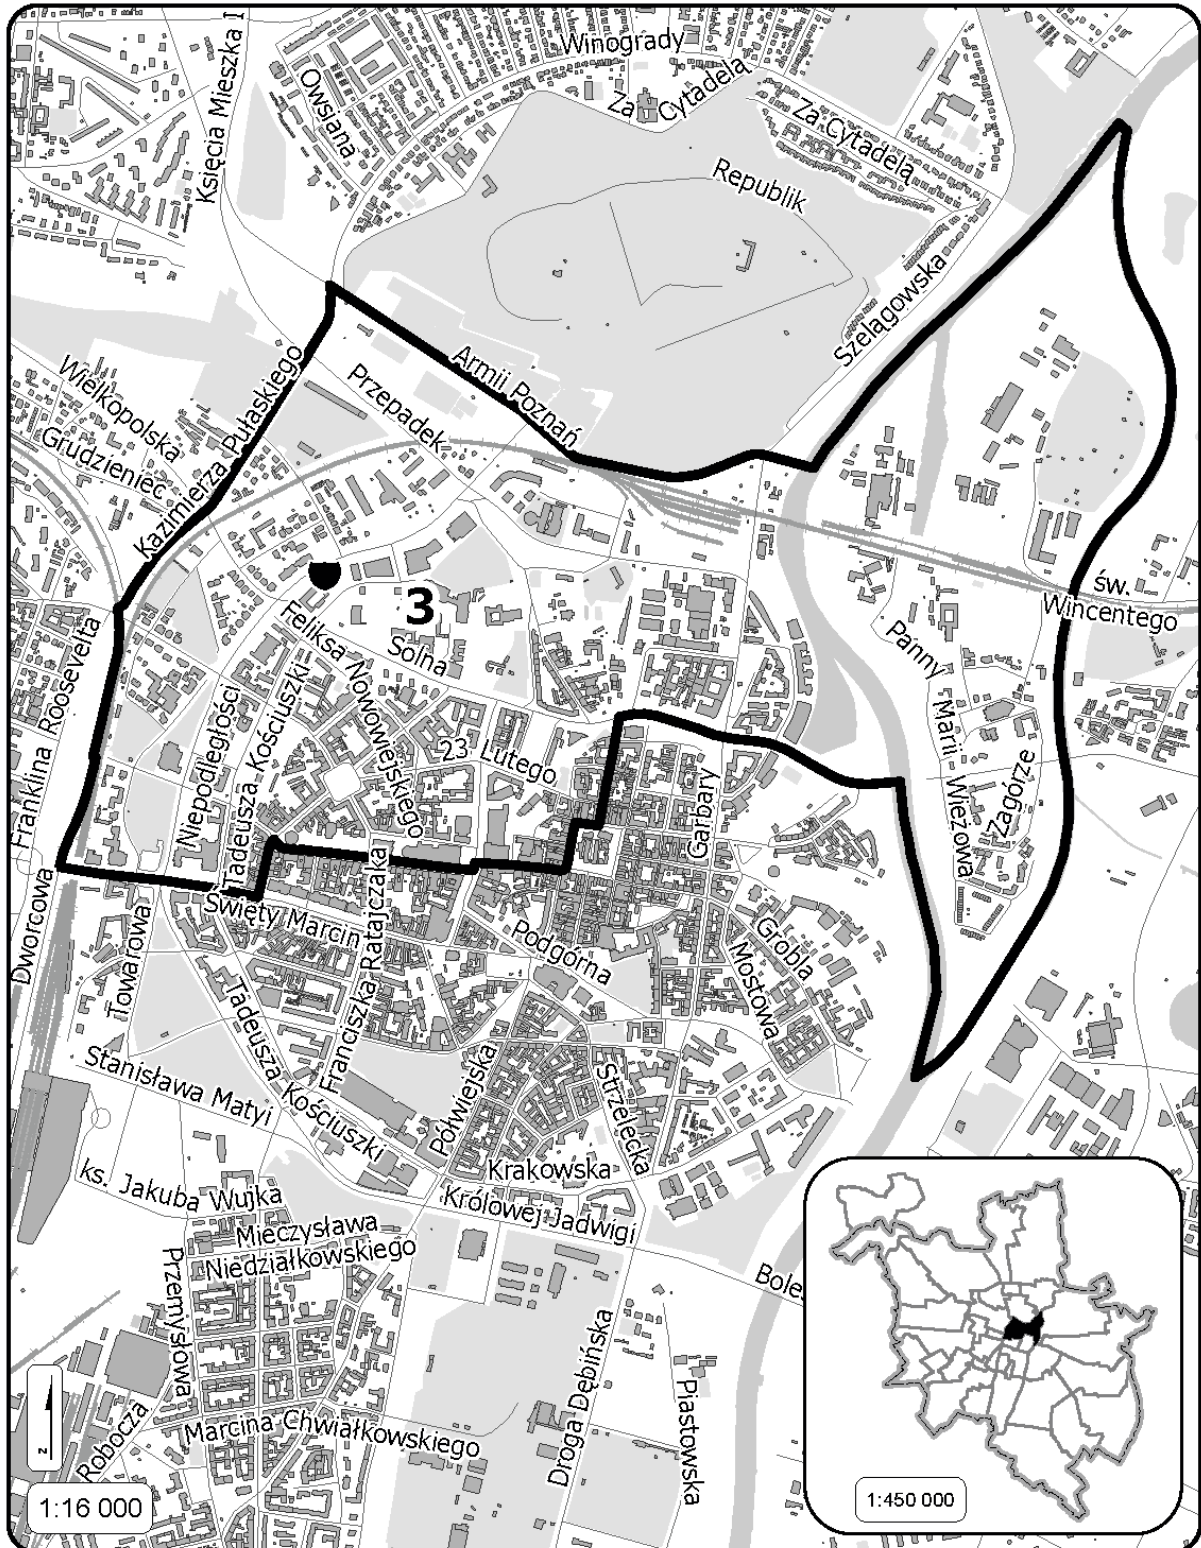 Winogrady
Księcia Mieszka I
Owsiana
Za Cytadelą
Za Cytadelą
Republik
Szelągowska
Wielkopolska
Grudzieniec
Kazimierza Pułaskiego
Przepadek
Armii Poznań
św.
Wincentego
3
Feliksa Nowowiejskiego
Solna
Panny
Marii
Wieżowa
Zagórze
Franklina Roosevelta
Niepodległości
Tadeusza Kościuszki
23 Lutego
Garbary
Dworcowa
Towarowa
Święty Marcin
Franciszka Ratajczaka
Podgórna
Grobla
Mostowa
Tadeusza Kościuszki
Stanisława Matyi
Półwiejska
Strzelecka
Krakowska
Królowej Jadwigi
ks. Jakuba Wujka
Mieczysława
Niedziałkowskiego
Przemysłowa
Boles
Droga Dębińska
Piastowska
Marcina Chwiałkowskiego
Robocza
z
1:16 000
1:450 000